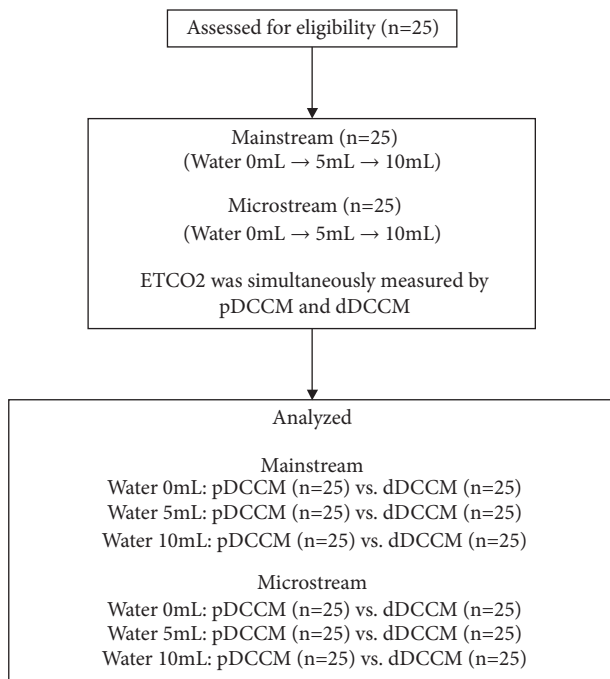 Assessed for eligibility (n=25)
Mainstream (n=25)
(Water 0mL → 5mL → 10mL)
Microstream (n=25)
(Water 0mL → 5mL → 10mL)
ETCO2 was simultaneously measured by
pDCCM and dDCCM
Analyzed
Mainstream
Water 0mL: pDCCM (n=25) vs. dDCCM (n=25)
Water 5mL: pDCCM (n=25) vs. dDCCM (n=25)
Water 10mL: pDCCM (n=25) vs. dDCCM (n=25)
Microstream
Water 0mL: pDCCM (n=25) vs. dDCCM (n=25)
Water 5mL: pDCCM (n=25) vs. dDCCM (n=25)
Water 10mL: pDCCM (n=25) vs. dDCCM (n=25)